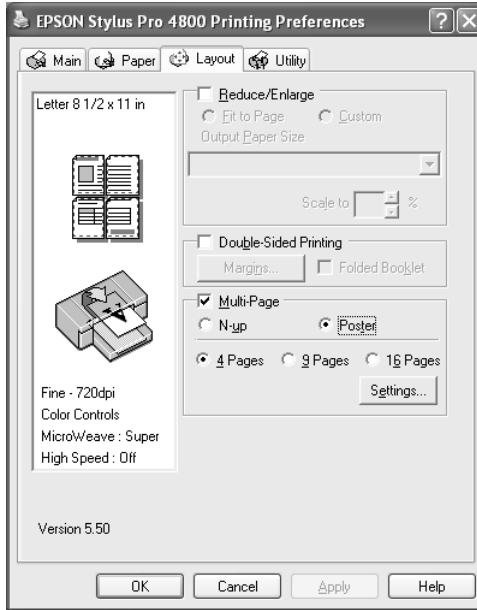 EPSON Stylus Pro 4800 Printing Preferences
Main Paper Layout Utility
Letter 8 1/2 x 11 in
Fine - 720dpi
Color Controls
MicroWeave : Super
High Speed : Off
Version 5.50
Reduce/Enlarge
Fit to Page Custom
Output Paper Size
Scale to %
Double-Sided Printing
Margins... Folded Booklet
Multi-Page
N-up Poster
4 Pages 9 Pages 16 Pages
Settings...
OK Cancel Apply Help